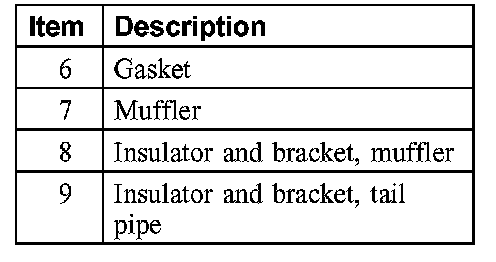 Item Description
6 Gasket
7 Muffler
8 Insulator and bracket, muffler
9 Insulator and bracket, tail
pipe